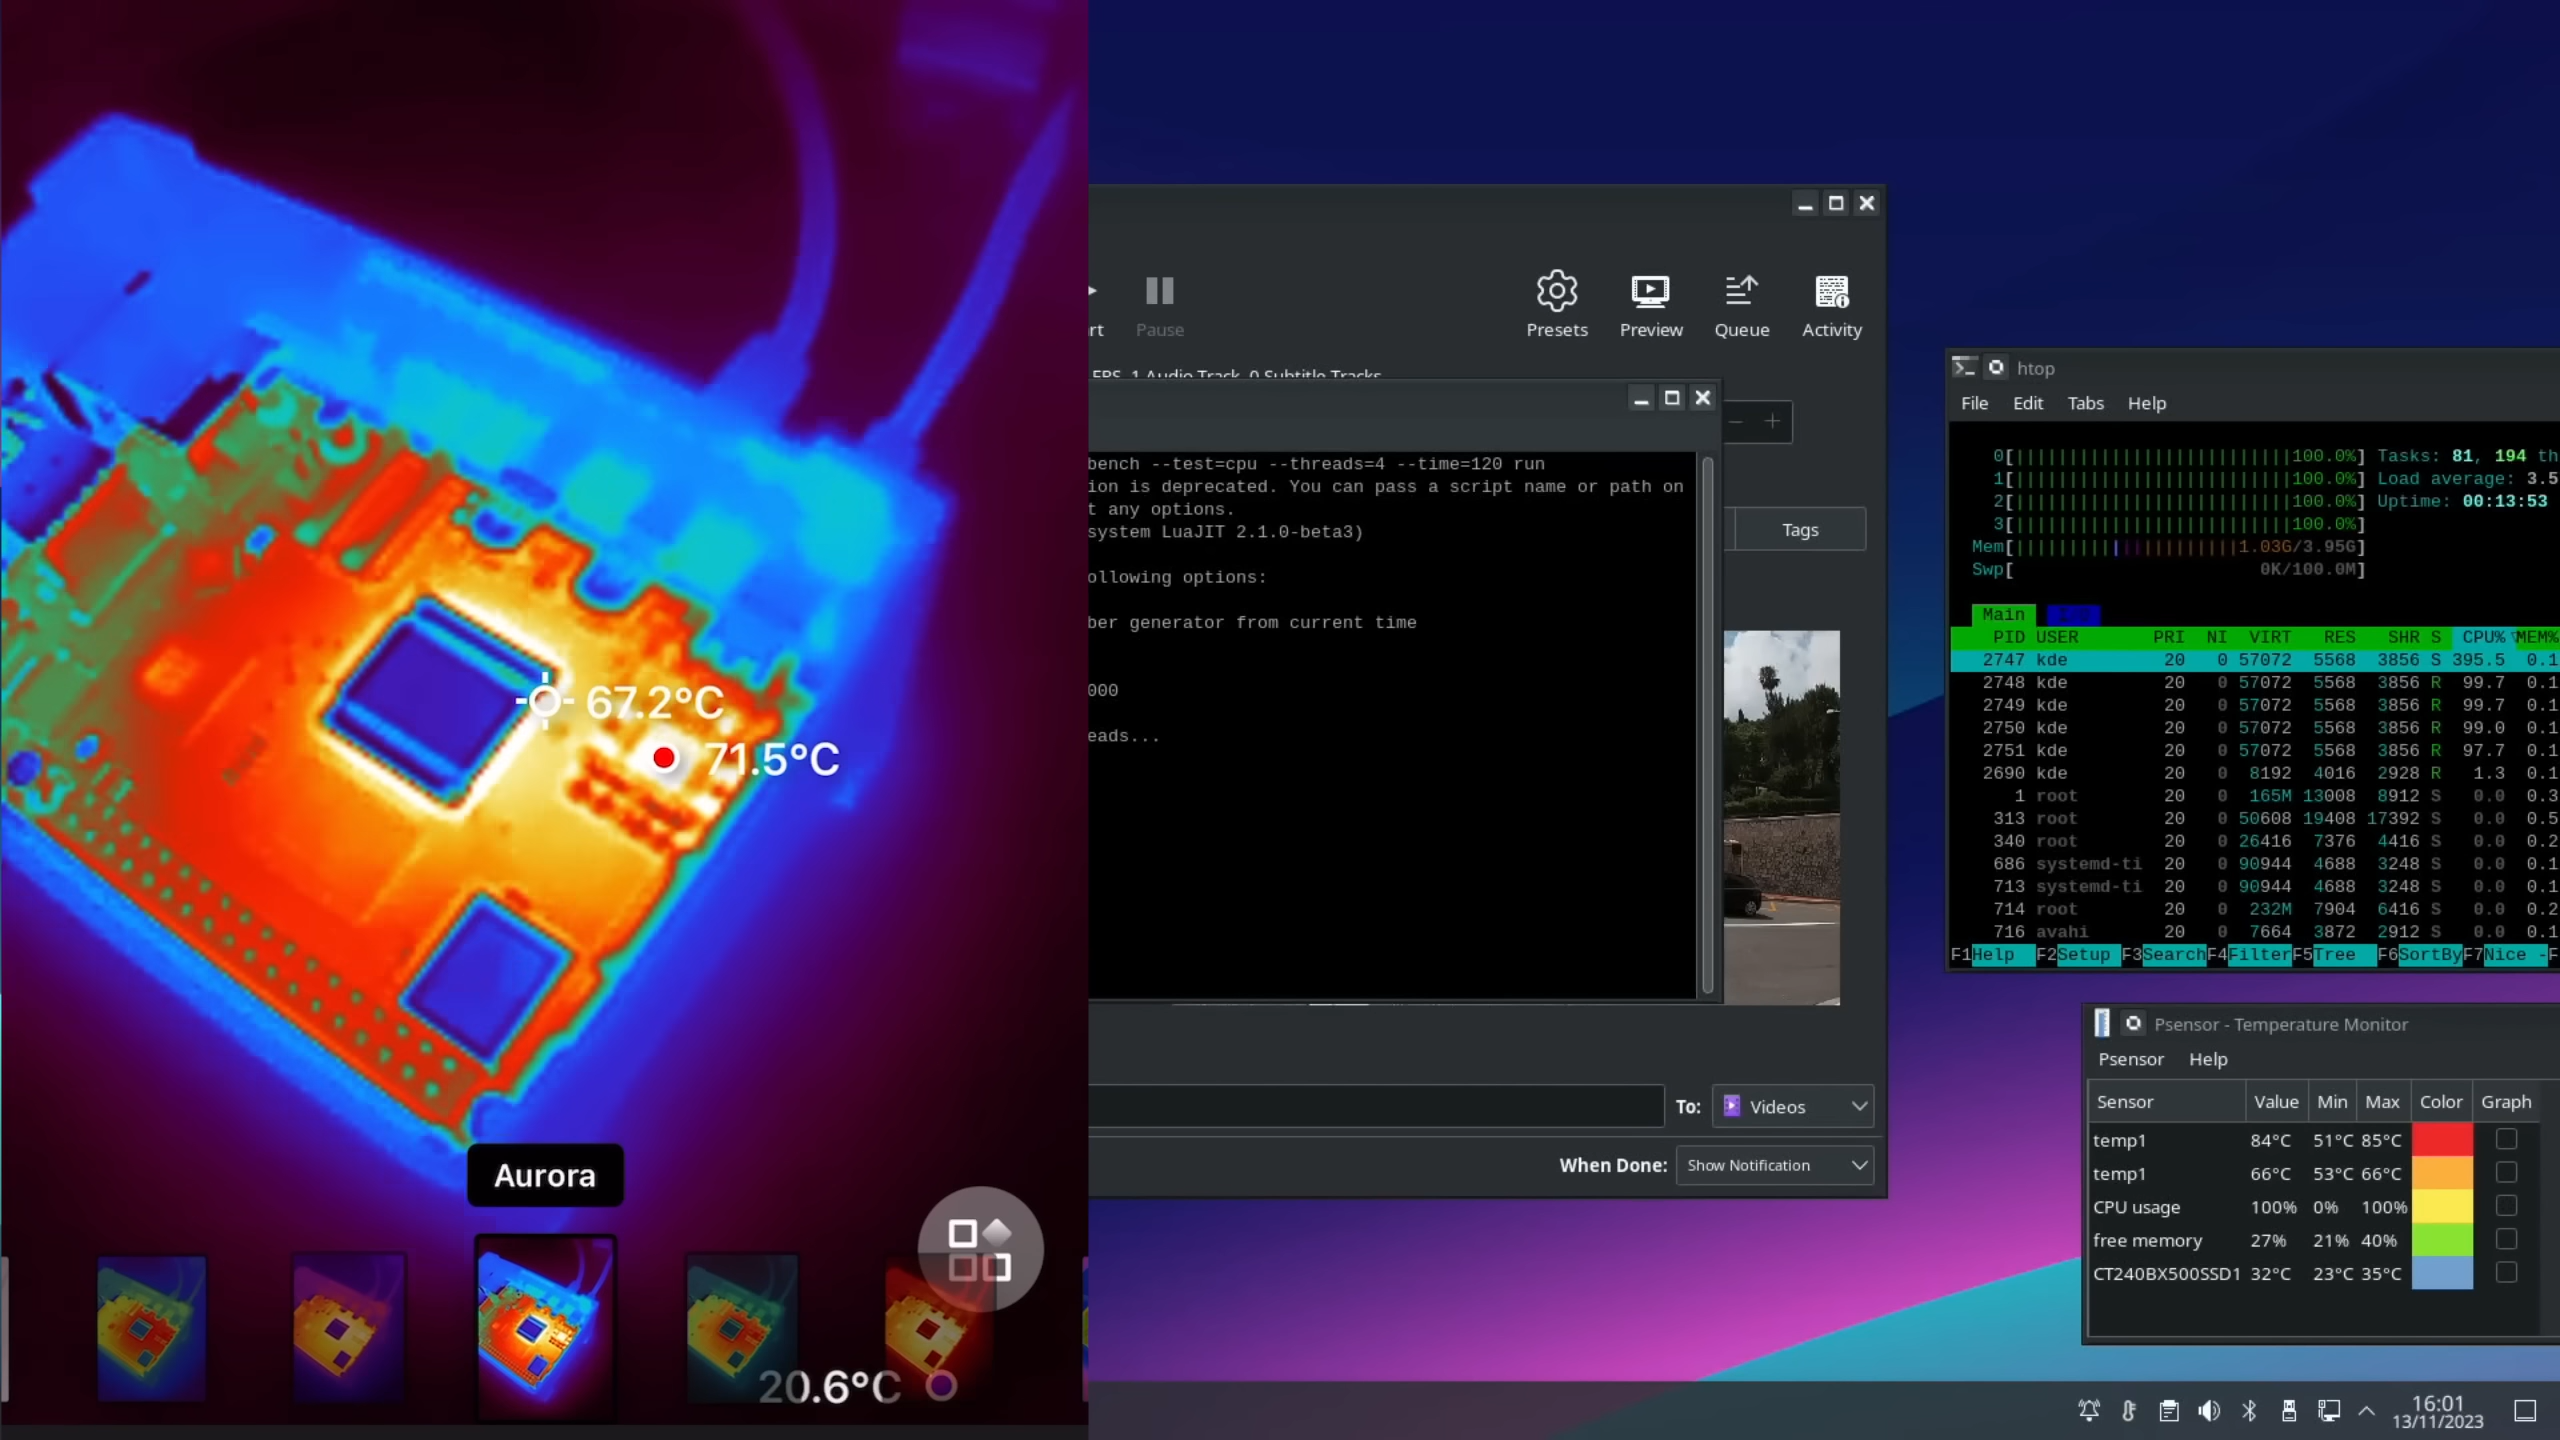 67.2°C
71.5°C
Aurora
20.6°C
rt
Pause
Presets
Preview
Queue
Activity
FPS, 1 Audio Track, 0 Subtitle Tracks
bench --test=cpu --threads=4 --time=120 run
ion is deprecated. You can pass a script name or path on
t any options.
system LuaJIT 2.1.0-beta3)
ollowing options:
ber generator from current time
000
eads...
Tags
To:
Videos
When Done:
Show Notification
htop
File Edit Tabs Help
0[100.0%] Tasks: 81, 194 th
1[100.0%] Load average: 3.5
2[100.0%] Uptime: 00:13:53
3[100.0%]
Mem[1.03G/3.95G]
Swp[0K/100.0M]
Main
PID USER PRI NI VIRT RES SHR S CPU%▽MEM%
2747 kde 20 0 57072 5568 3856 S 395.5 0.1
2748 kde 20 0 57072 5568 3856 R 99.7 0.1
2749 kde 20 0 57072 5568 3856 R 99.7 0.1
2750 kde 20 0 57072 5568 3856 R 99.0 0.1
2751 kde 20 0 57072 5568 3856 R 97.7 0.1
2690 kde 20 0 8192 4016 2928 R 1.3 0.1
1 root 20 0 165M 13008 8912 S 0.0 0.3
313 root 20 0 50608 19408 17392 S 0.0 0.5
340 root 20 0 26416 7376 4416 S 0.0 0.2
686 systemd-ti 20 0 90944 4688 3248 S 0.0 0.1
713 systemd-ti 20 0 90944 4688 3248 S 0.0 0.1
714 root 20 0 232M 7904 6416 S 0.0 0.2
716 avahi 20 0 7664 3872 2912 S 0.0 0.1
F1Help F2Setup F3SearchF4FilterF5Tree F6SortByF7Nice -F
Psensor - Temperature Monitor
Psensor Help
Sensor Value Min Max Color Graph
temp1 84°C 51°C 85°C
temp1 66°C 53°C 66°C
CPU usage 100% 0% 100%
free memory 27% 21% 40%
CT240BX500SSD1 32°C 23°C 35°C
16:01
13/11/2023